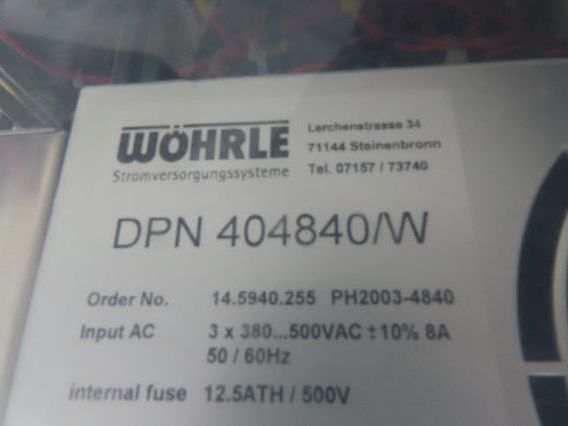 WÖHRLE
Stromversorgungssysteme
Lerchenstrasse 34
71144 Steinenbronn
Tel. 07157 / 73740
DPN 404840/W
Order No. 14.5940.255 PH2003-4840
Input AC 3 x 380...500VAC ±10% 8A
50 / 60Hz
internal fuse 12.5ATH / 500V